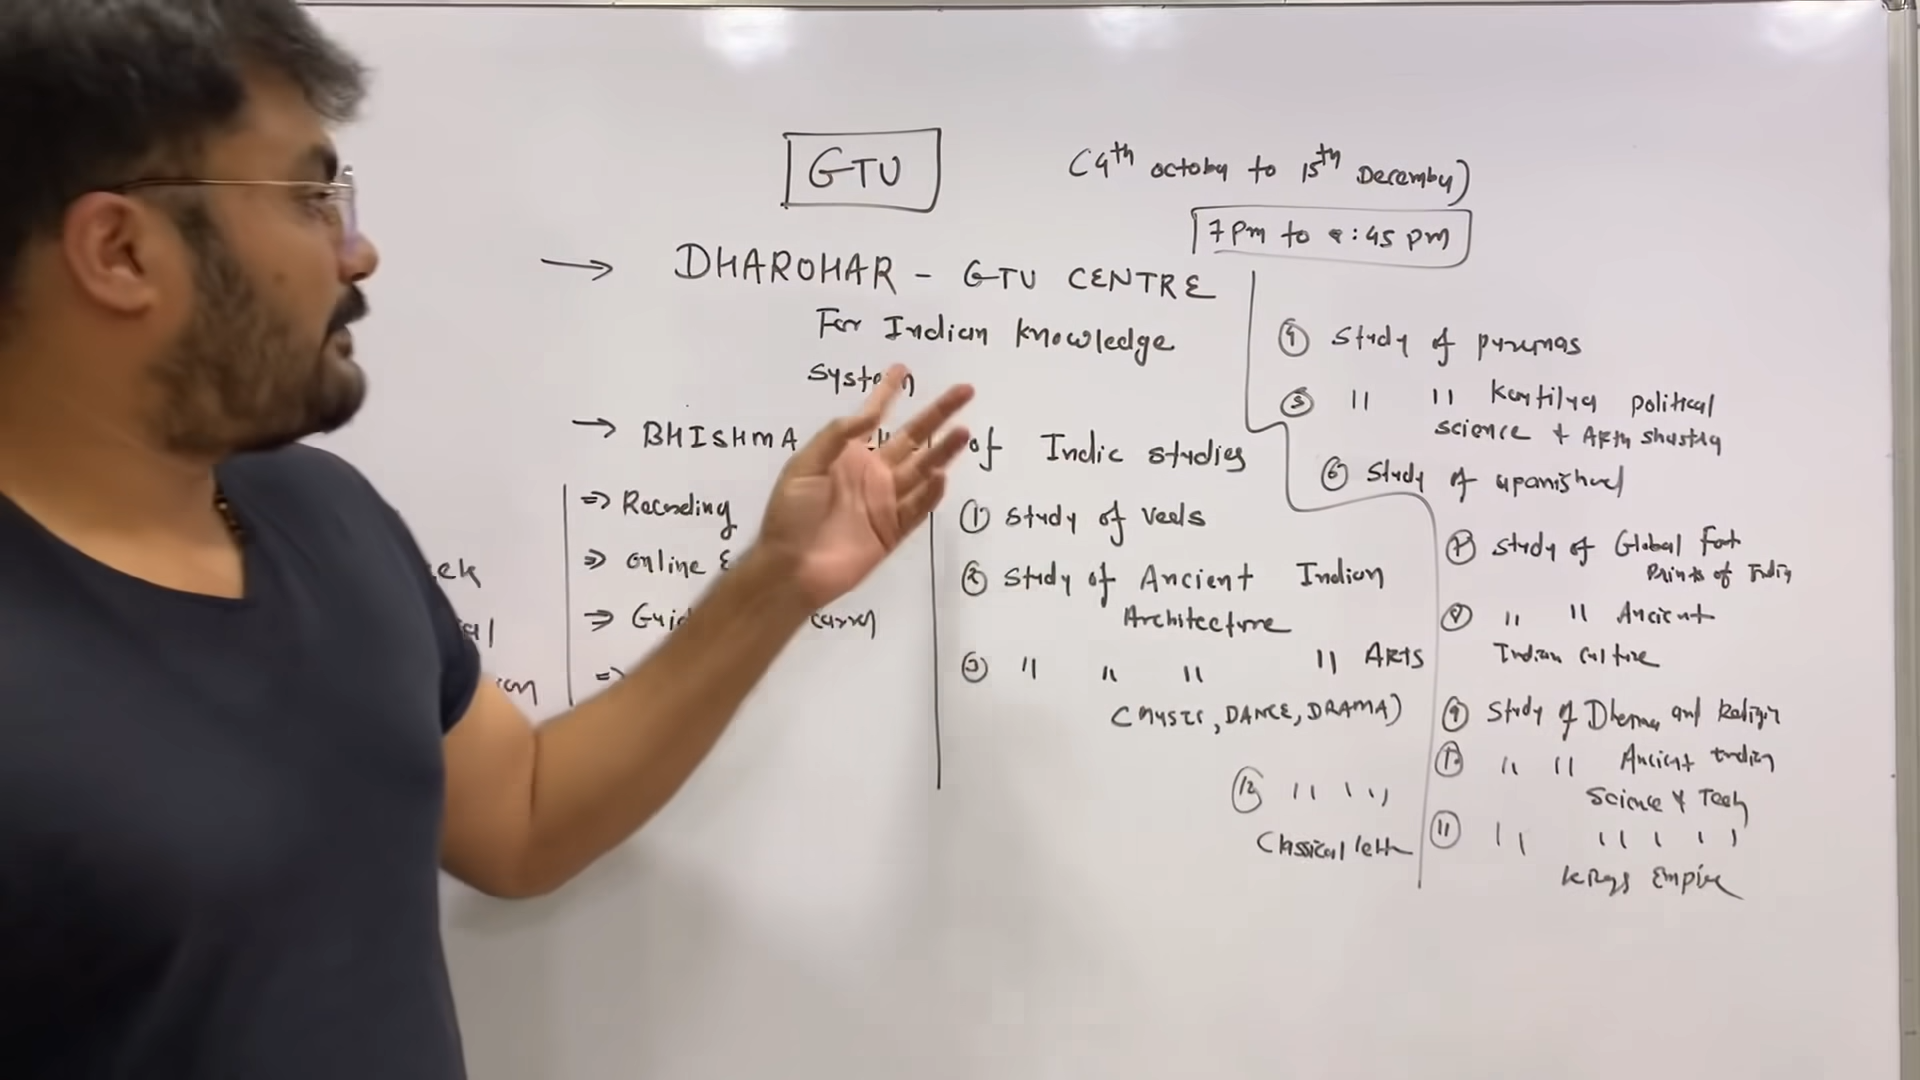 GTU
(4th october to 15th December)
7 pm to 8:45 pm
→ DHAROHAR - GTU CENTRE
For Indian knowledge
System
→ BHISHMA of Indic studies
⇒ Recording
⇒ online
⇒
⇒
① study of Veds
② study of Ancient Indian
Architecture
③ 〃 〃 〃 〃 ARTS
(MUSIC, DANCE, DRAMA)
④ Study of puranas
⑤ 〃 〃 Kautilya political
science + Arth shastra
⑥ Study of upanishad
⑦ study of Global Foot
Prints of India
⑧ 〃 〃 Ancient
Indian culture
⑨ Study of Dharma and Religion
⑩ 〃 〃 Ancient Indian
Science & Tech
⑪ 〃 〃 〃
Kings Empire
⑫ 〃 〃
Classical